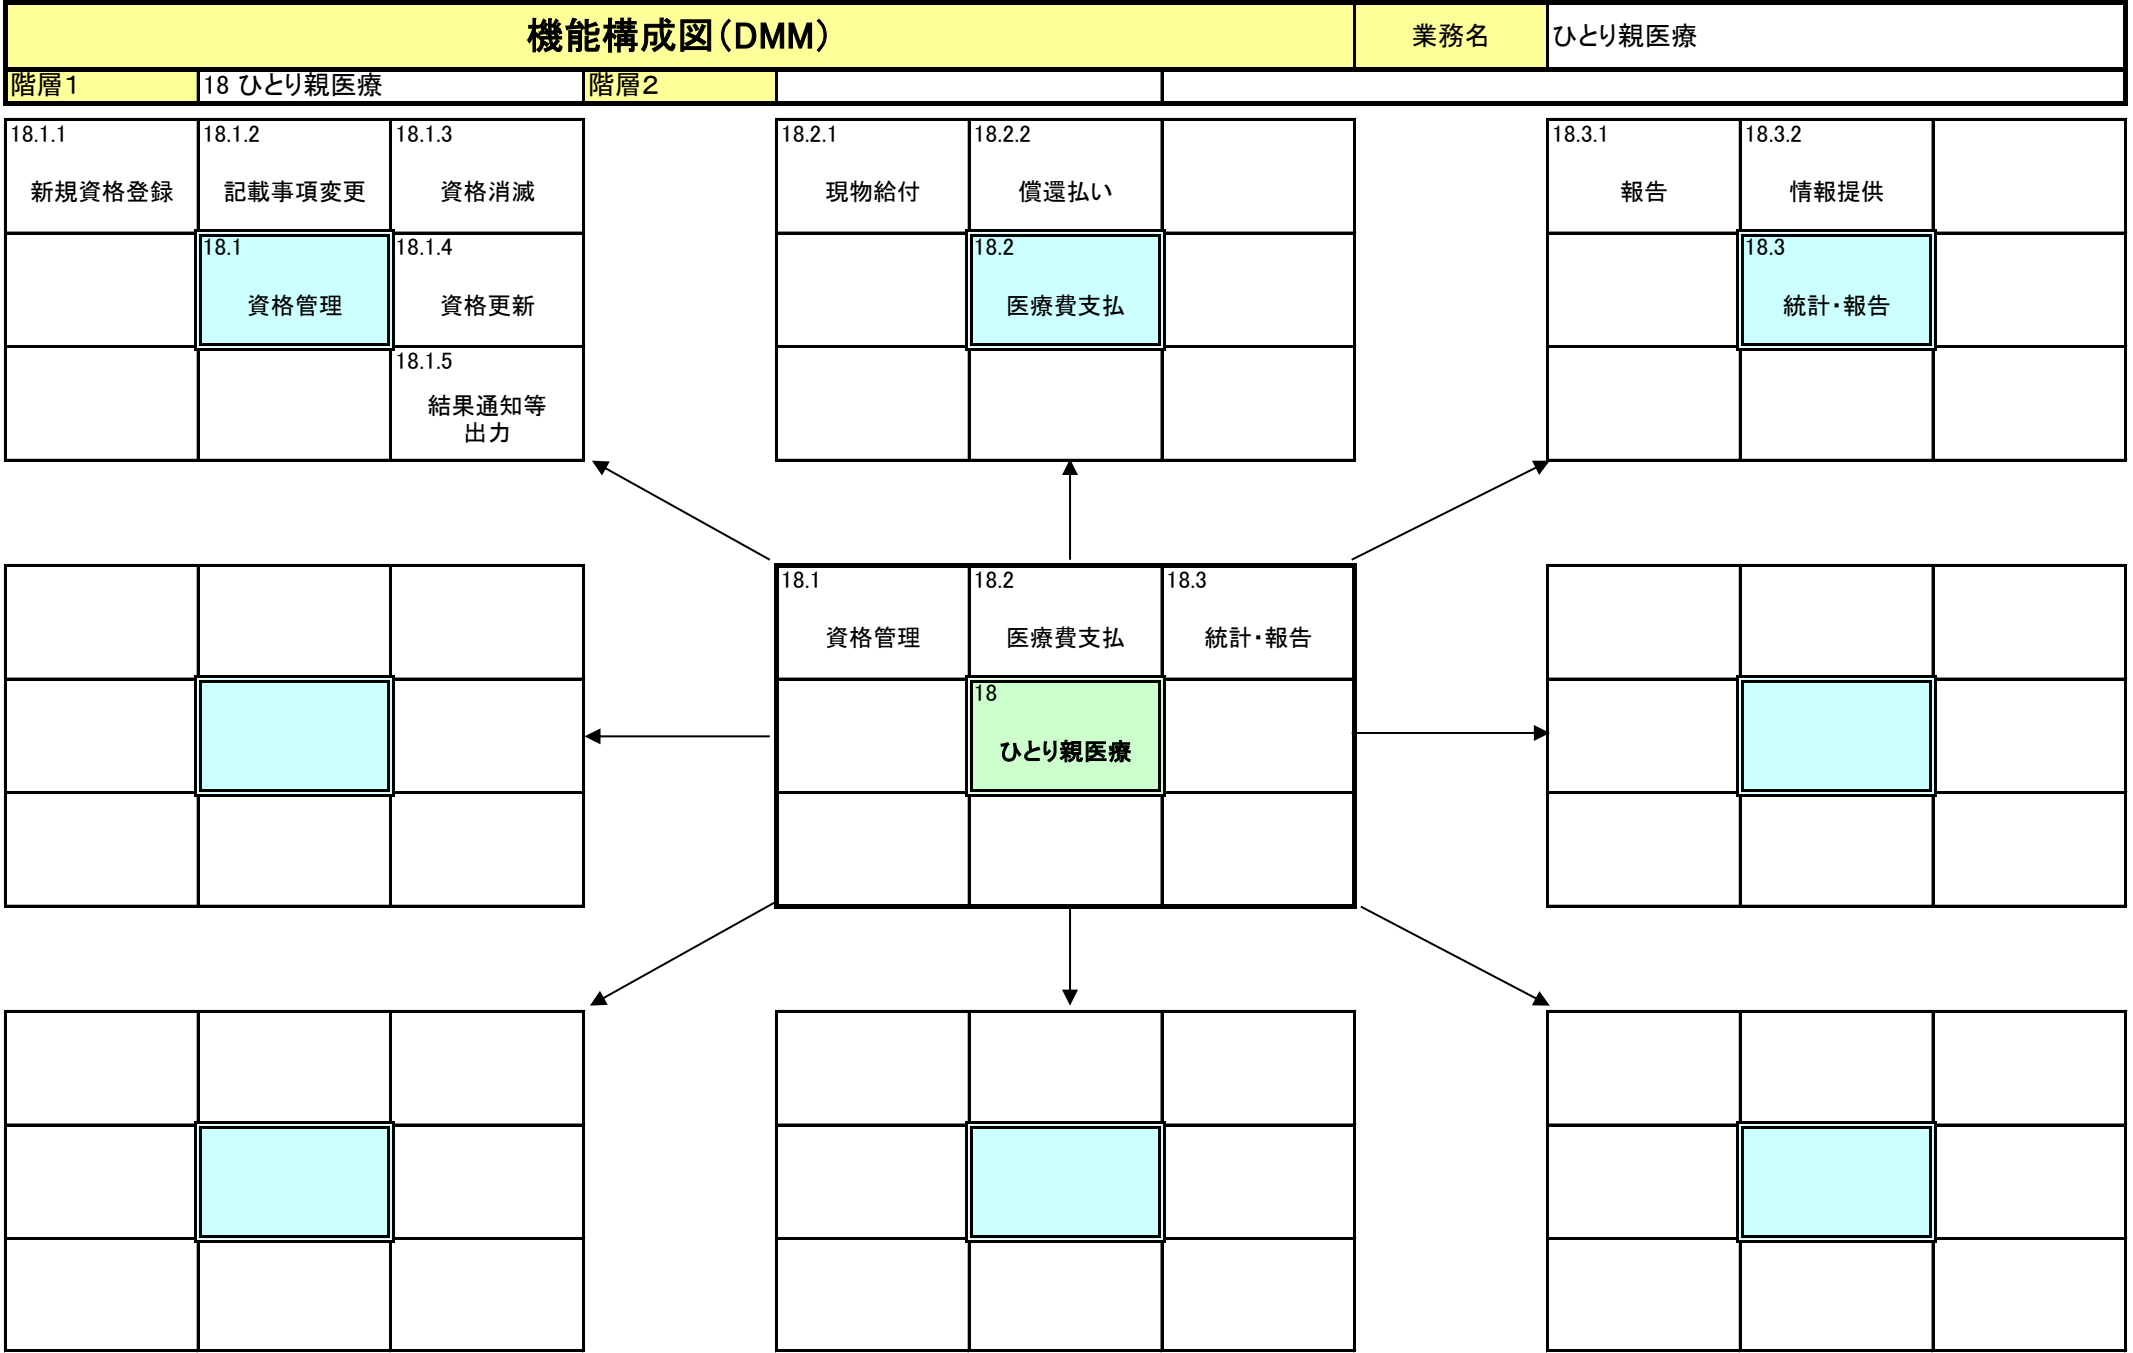 機能構成図（DMM）
業務名
ひとり親医療
階層１
18 ひとり親医療
階層２
18.1.1
新規資格登録
18.1.2
記載事項変更
18.1.3
資格消滅
18.1
資格管理
18.1.4
資格更新
18.1.5
結果通知等
出力
18.2.1
現物給付
18.2.2
償還払い
18.2
医療費支払
18.3.1
報告
18.3.2
情報提供
18.3
統計・報告
18.1
資格管理
18.2
医療費支払
18.3
統計・報告
18
ひとり親医療